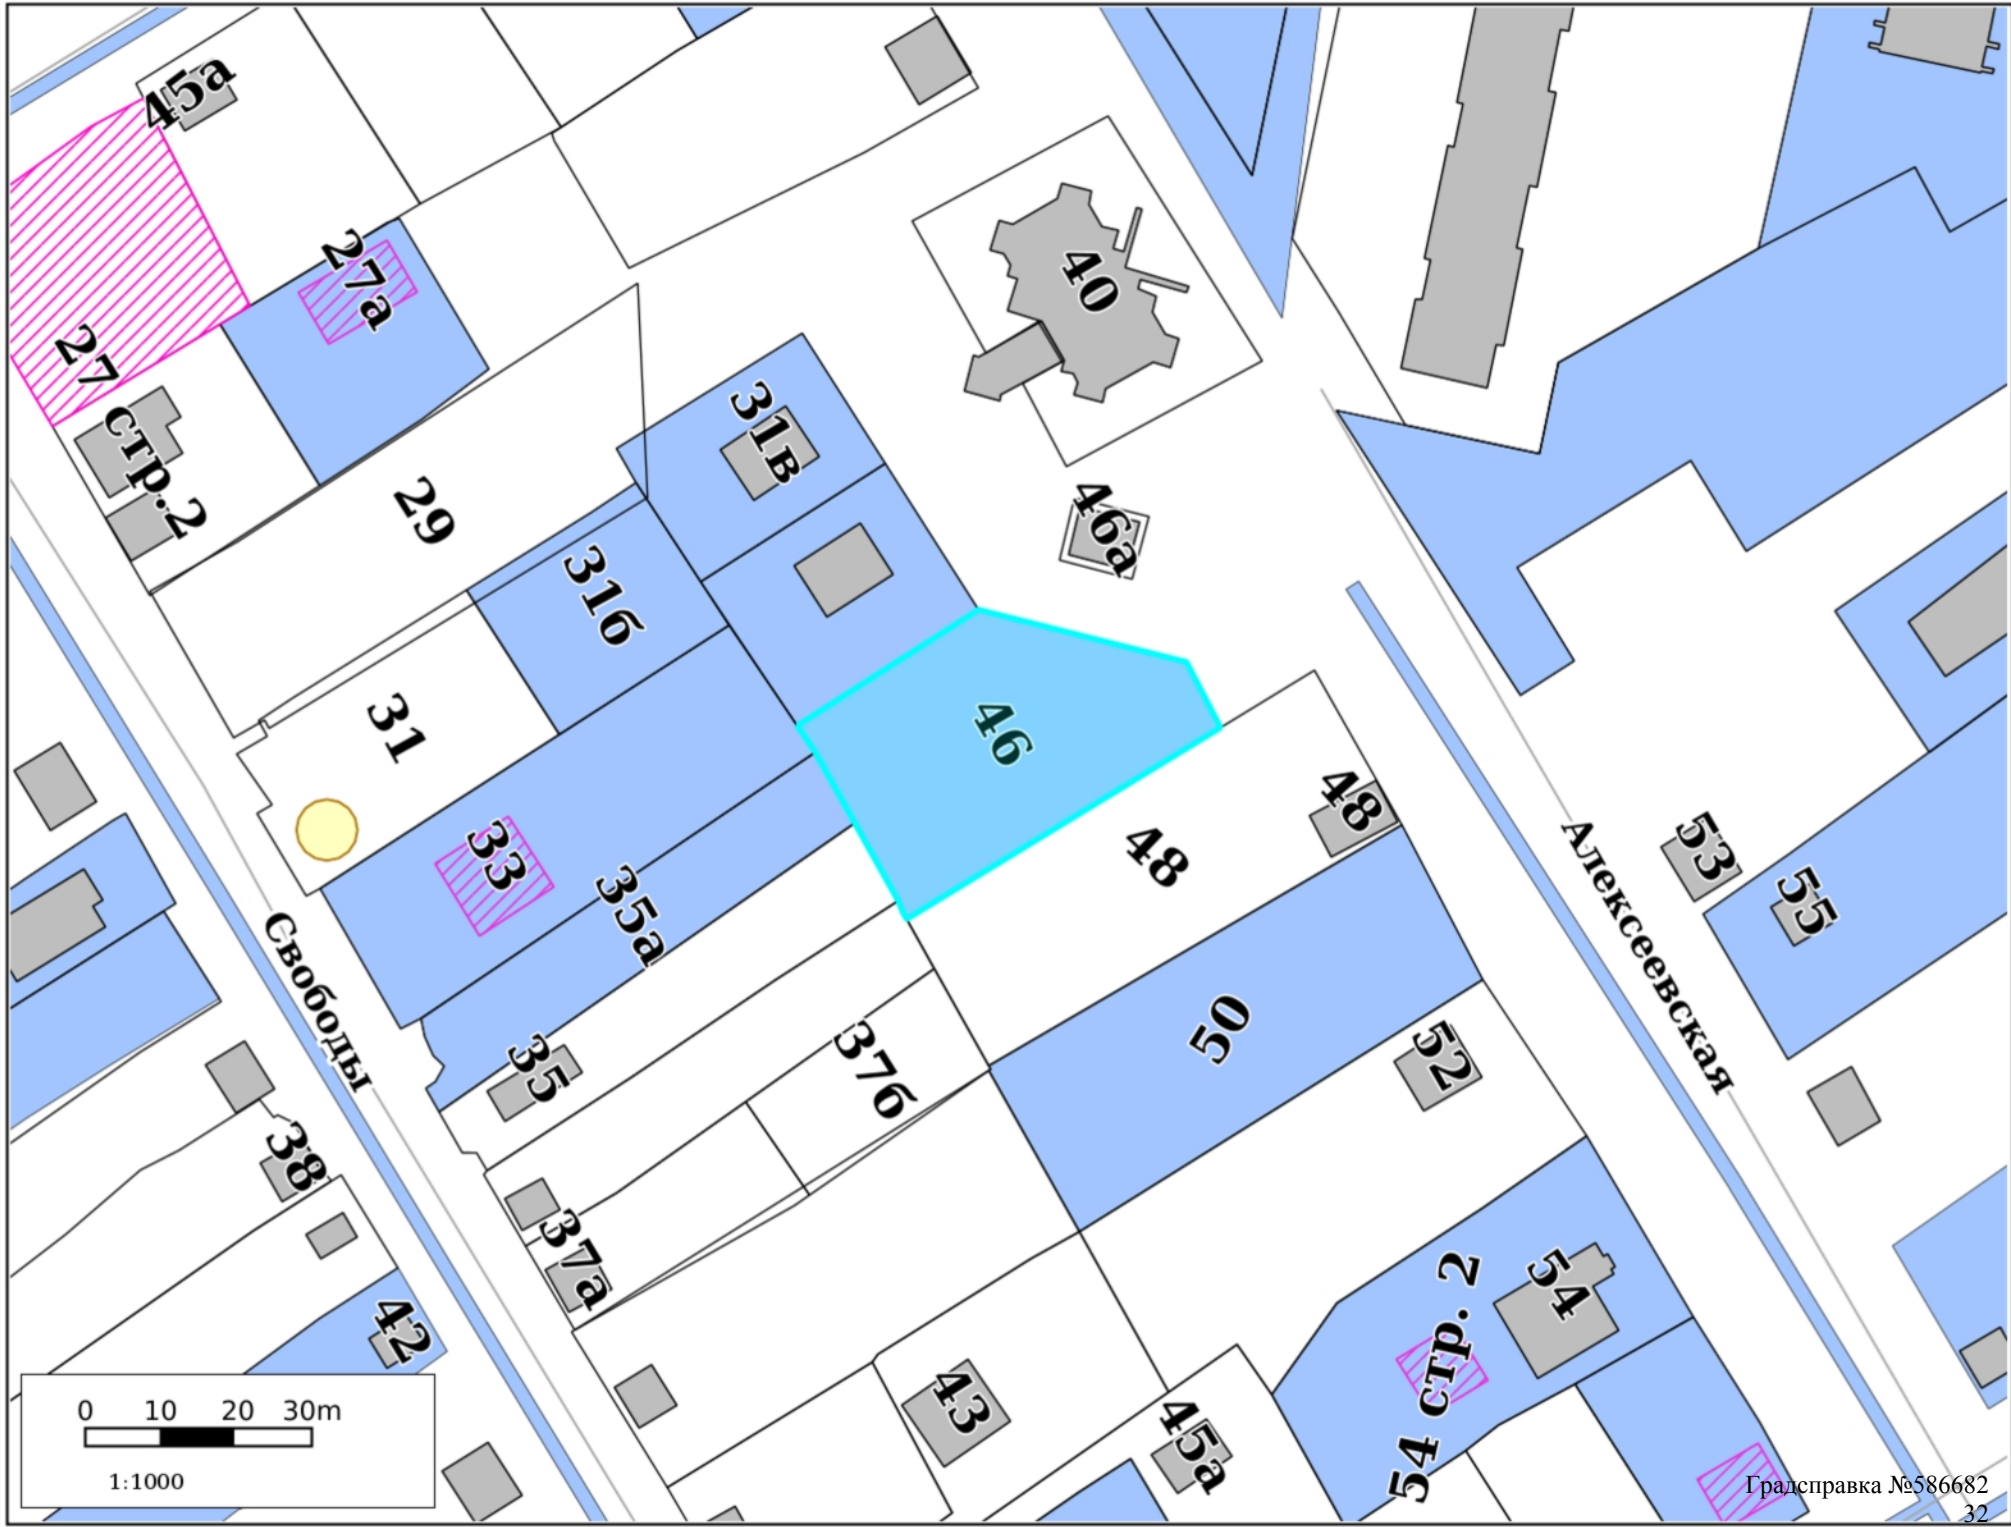 45а
27а
27
стр.2
40
31в
29
46а
31б
31
46
48
48
33
35а
53
55
Алексеевская
Свободы
50
52
35
37б
38
37а
42
54
54 стр. 2
43
45а
0 10 20 30m
1:1000
Градсправка №586682
32